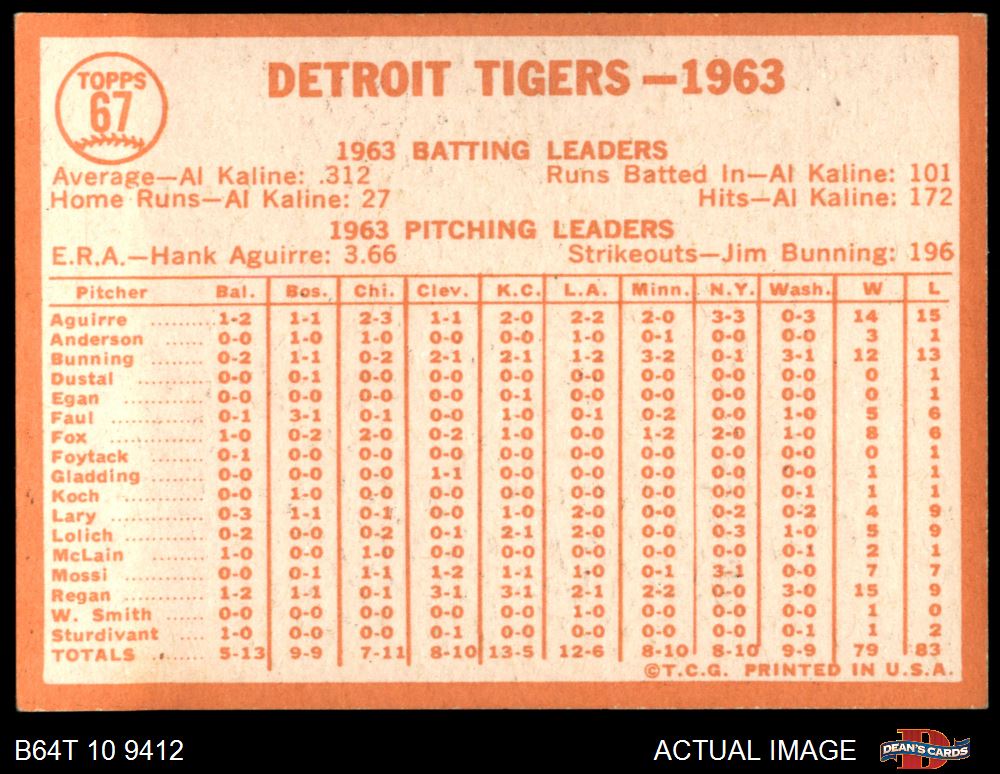 TOPPS
67
DETROIT TIGERS—1963
1963 BATTING LEADERS
Average—Al Kaline: .312 Runs Batted In—Al Kaline: 101
Home Runs—Al Kaline: 27 Hits—Al Kaline: 172
1963 PITCHING LEADERS
E.R.A.—Hank Aguirre: 3.66 Strikeouts—Jim Bunning: 196
Pitcher Bal. Bos. Chi. Clev. K.C. L.A. Minn. N.Y. Wash. W L
Aguirre ......... 1-2 1-1 2-3 1-1 2-0 2-2 2-0 3-3 0-3 14 15
Anderson ...... 0-0 1-0 1-0 0-0 0-0 1-0 0-1 0-0 0-0 3 1
Bunning ........ 0-2 1-1 0-2 2-1 2-1 1-2 3-2 0-1 3-1 12 13
Dustal .......... 0-0 0-1 0-0 0-0 0-0 0-0 0-0 0-0 0-0 0 1
Egan ............ 0-0 0-0 0-0 0-0 0-1 0-0 0-0 0-0 0-0 0 1
Faul ............. 0-1 3-1 0-1 0-0 1-0 0-1 0-2 0-0 1-0 5 6
Fox .............. 1-0 0-2 2-0 0-2 1-0 0-0 1-2 2-0 1-0 8 6
Foytack ........ 0-1 0-0 0-0 0-0 0-0 0-0 0-0 0-0 0-0 0 1
Gladding ....... 0-0 0-0 0-0 1-1 0-0 0-0 0-0 0-0 0-0 1 1
Koch ............ 0-0 1-0 0-0 0-0 0-0 0-0 0-0 0-0 0-1 1 1
Lary ............. 0-3 1-1 0-1 0-0 1-0 2-0 0-0 0-2 0-2 4 9
Lolich ........... 0-2 0-0 0-2 0-1 2-1 2-0 0-0 0-3 1-0 5 9
McLain ......... 1-0 0-0 1-0 0-0 0-0 0-0 0-0 0-0 0-1 2 1
Mossi ........... 0-0 0-1 1-1 1-2 1-1 1-0 0-1 3-1 0-0 7 7
Regan .......... 1-2 1-1 0-1 3-1 3-1 2-1 2-2 0-0 3-0 15 9
W. Smith ...... 0-0 0-0 0-0 0-0 0-0 1-0 0-0 0-0 0-0 1 0
Sturdivant .... 1-0 0-0 0-0 0-1 0-0 0-0 0-0 0-0 0-1 1 2
TOTALS ........ 5-13 9-9 7-11 8-10 13-5 12-6 8-10 8-10 9-9 79 83
©T.C.G. PRINTED IN U.S.A.
B64T 10 9412 ACTUAL IMAGE DEAN'S CARDS